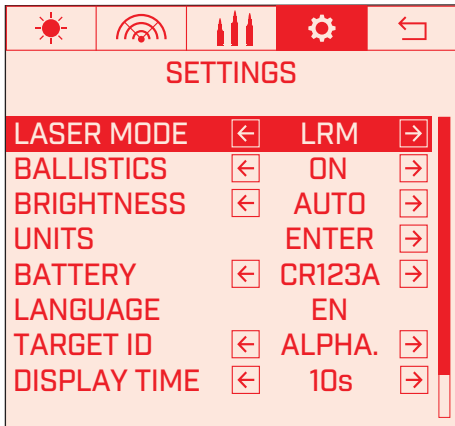 SETTINGS
LASER MODE ← LRM →
BALLISTICS ← ON →
BRIGHTNESS ← AUTO →
UNITS ENTER →
BATTERY ← CR123A →
LANGUAGE EN
TARGET ID ← ALPHA. →
DISPLAY TIME ← 10s →